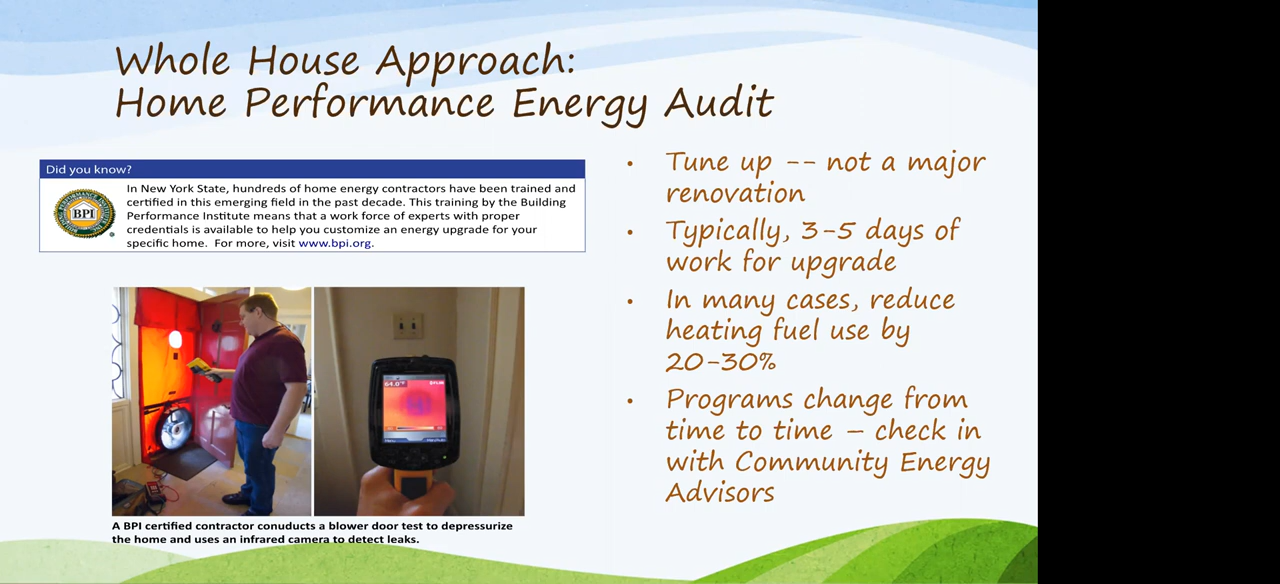 Whole House Approach:
Home Performance Energy Audit
Did you know?
BPI
In New York State, hundreds of home energy contractors have been trained and
certified in this emerging field in the past decade. This training by the Building
Performance Institute means that a work force of experts with proper
credentials is available to help you customize an energy upgrade for your
specific home. For more, visit www.bpi.org.
64.0°F
A BPI certified contractor conuducts a blower door test to depressurize
the home and uses an infrared camera to detect leaks.
• Tune up -- not a major
renovation
• Typically, 3-5 days of
work for upgrade
• In many cases, reduce
heating fuel use by
20-30%
• Programs change from
time to time – check in
with Community Energy
Advisors